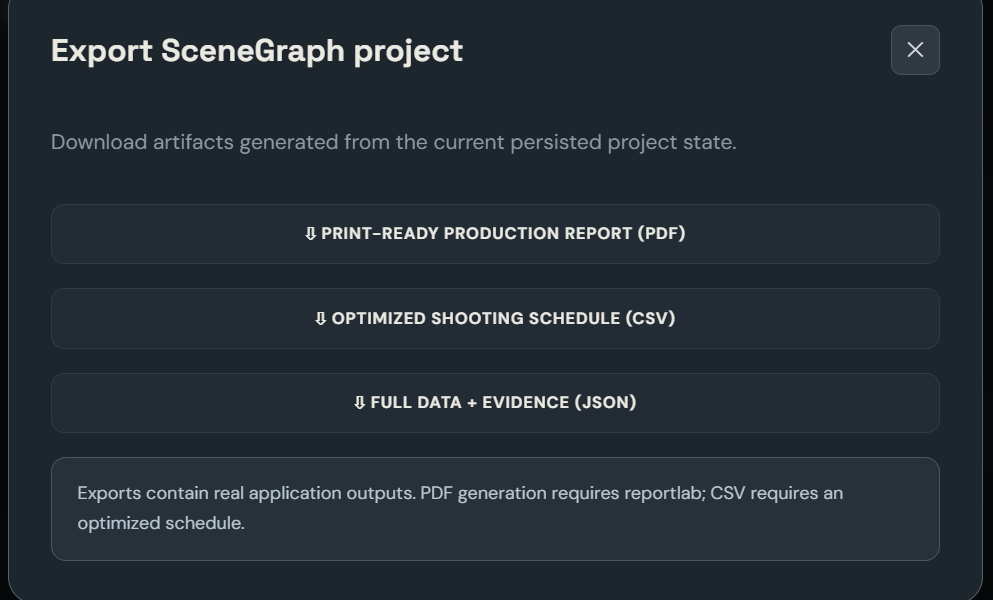 Export SceneGraph project
Download artifacts generated from the current persisted project state.
⇩ PRINT-READY PRODUCTION REPORT (PDF)
⇩ OPTIMIZED SHOOTING SCHEDULE (CSV)
⇩ FULL DATA + EVIDENCE (JSON)
Exports contain real application outputs. PDF generation requires reportlab; CSV requires an
optimized schedule.